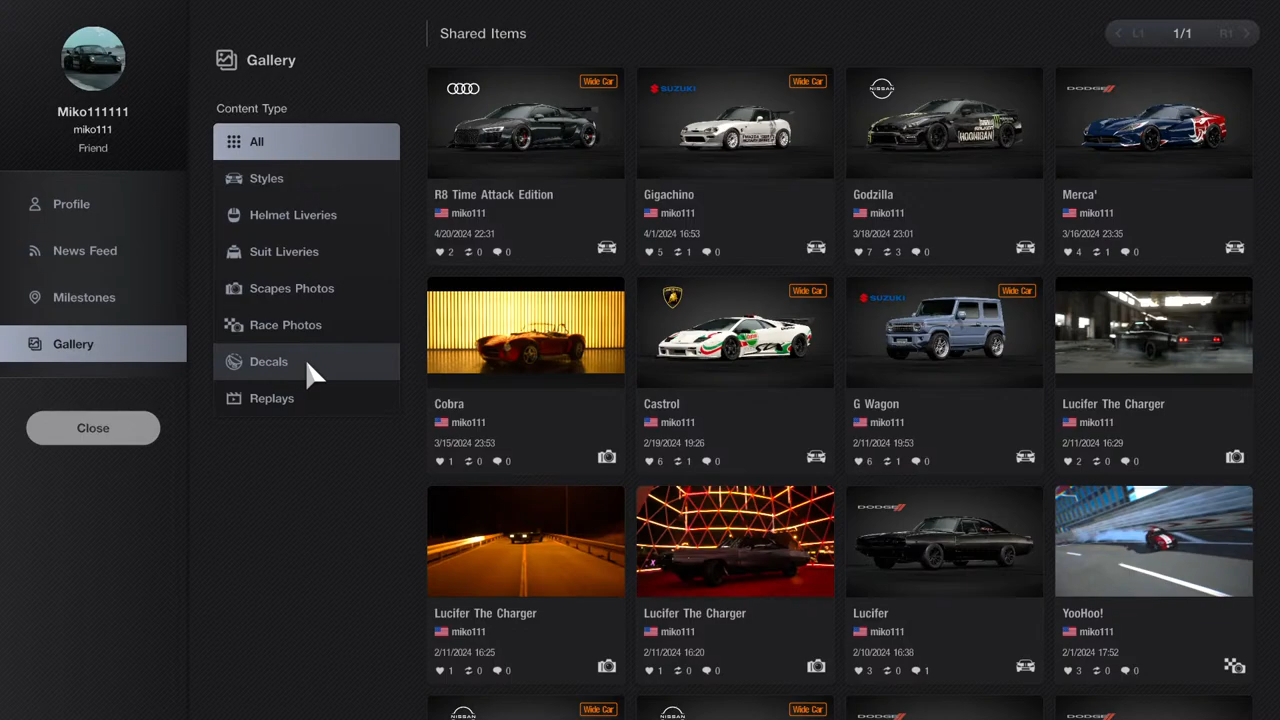 Miko111111
miko111
Friend
Profile
News Feed
Milestones
Gallery
Close
Gallery
Content Type
All
Styles
Helmet Liveries
Suit Liveries
Scapes Photos
Race Photos
Decals
Replays
Shared Items
L1
1/1
R1
Wide Car
R8 Time Attack Edition
miko111
4/20/2024 22:31
2 0 0
SUZUKI
Wide Car
Gigachino
miko111
4/1/2024 16:53
5 1 0
NISSAN
HOONIGAN
Godzilla
miko111
3/18/2024 23:01
7 3 0
DODGE
Merca'
miko111
3/16/2024 23:35
4 1 0
Cobra
miko111
3/15/2024 23:53
1 0 0
Wide Car
Castrol
miko111
2/19/2024 19:26
6 1 0
SUZUKI
Wide Car
G Wagon
miko111
2/11/2024 19:53
6 1 0
Lucifer The Charger
miko111
2/11/2024 16:29
2 0 0
Lucifer The Charger
miko111
2/11/2024 16:25
1 0 0
Lucifer The Charger
miko111
2/11/2024 16:20
1 0 0
DODGE
Lucifer
miko111
2/11/2024 16:38
3 0 1
YooHoo!
miko111
2/1/2024 17:52
3 0 0
NISSAN
Wide Car
NISSAN
Wide Car
DODGE
DODGE